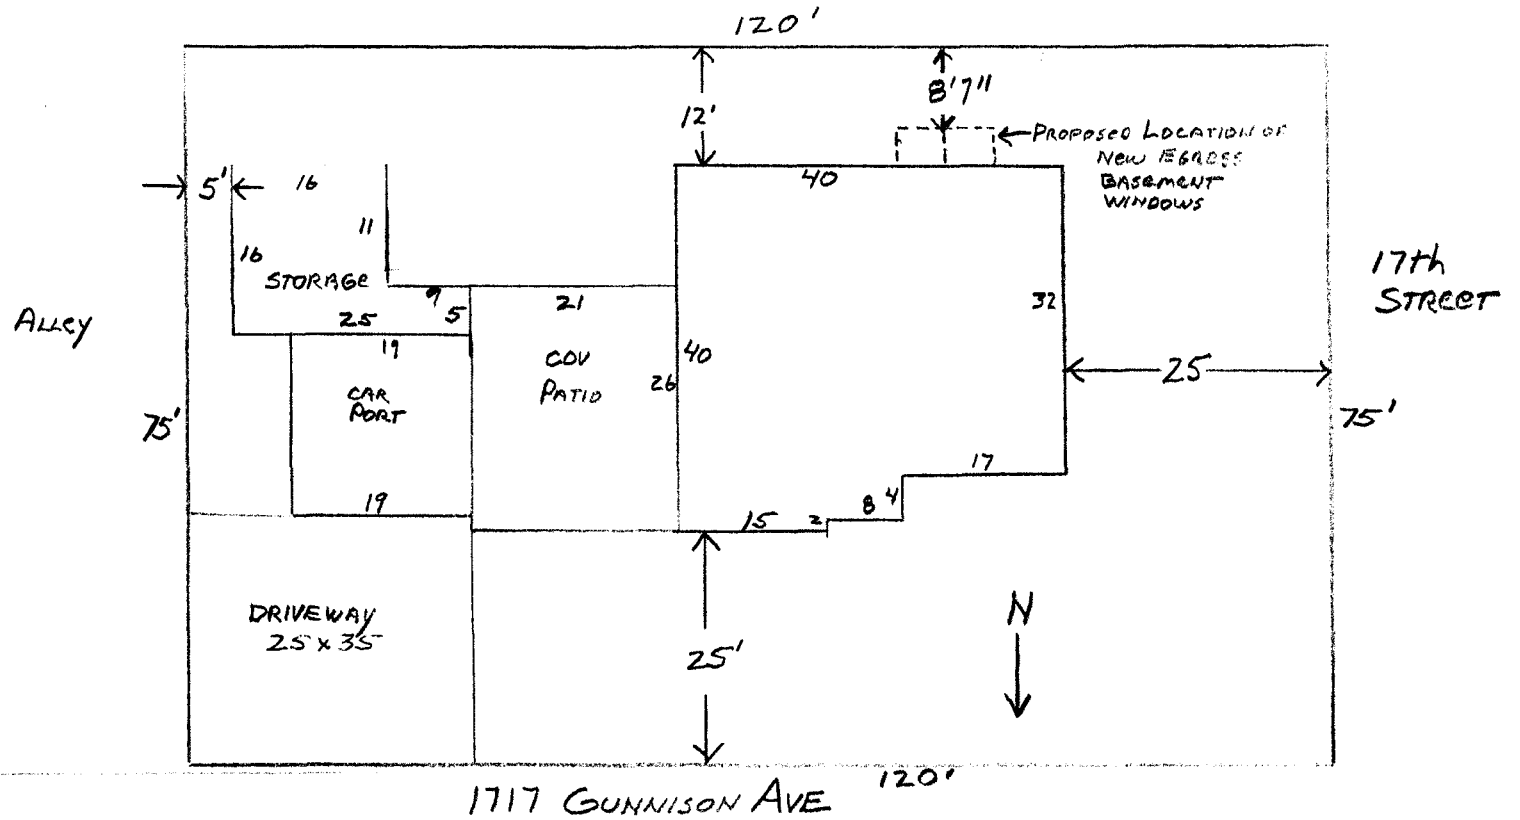 120'
12'
8'7"
PROPOSED LOCATION OF
NEW EGRESS
BASEMENT
WINDOWS
5'
16
40
11
16
STORAGE
9
5
21
25
19
ALLEY
17th
STREET
32
COV
PATIO
40
26
CAR
PORT
25
75'
75'
19
17
15
2
8
4
DRIVEWAY
25 x 35
25'
N
120'
1717 GUNNISON AVE